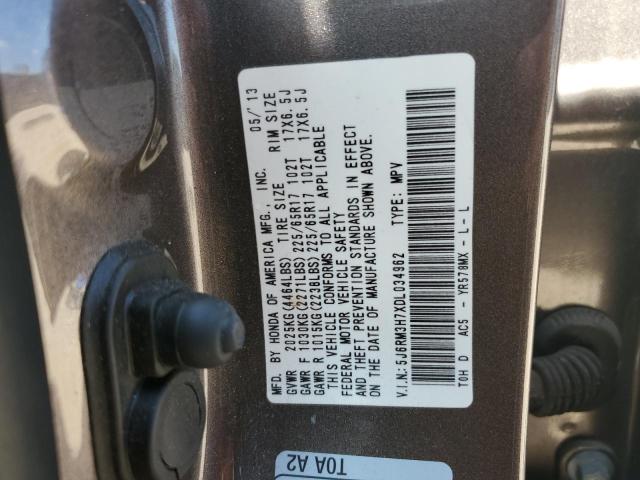 MFD. BY HONDA OF AMERICA MFG., INC. 05/'13
GVWR 2025KG(4464LBS) TIRE SIZE RIM SIZE
GAWR F 1030KG(2271LBS) 225/65R17 102T 17X6.5J
GAWR R 1015KG(2238LBS) 225/65R17 102T 17X6.5J
THIS VEHICLE CONFORMS TO ALL APPLICABLE
FEDERAL MOTOR VEHICLE SAFETY
AND THEFT PREVENTION STANDARDS IN EFFECT
ON THE DATE OF MANUFACTURE SHOWN ABOVE.
V.I.N.: 5J6RM3H7XDL034962 TYPE: MPV
T0H D AC5 - YR578MX - L - L
T0A A2